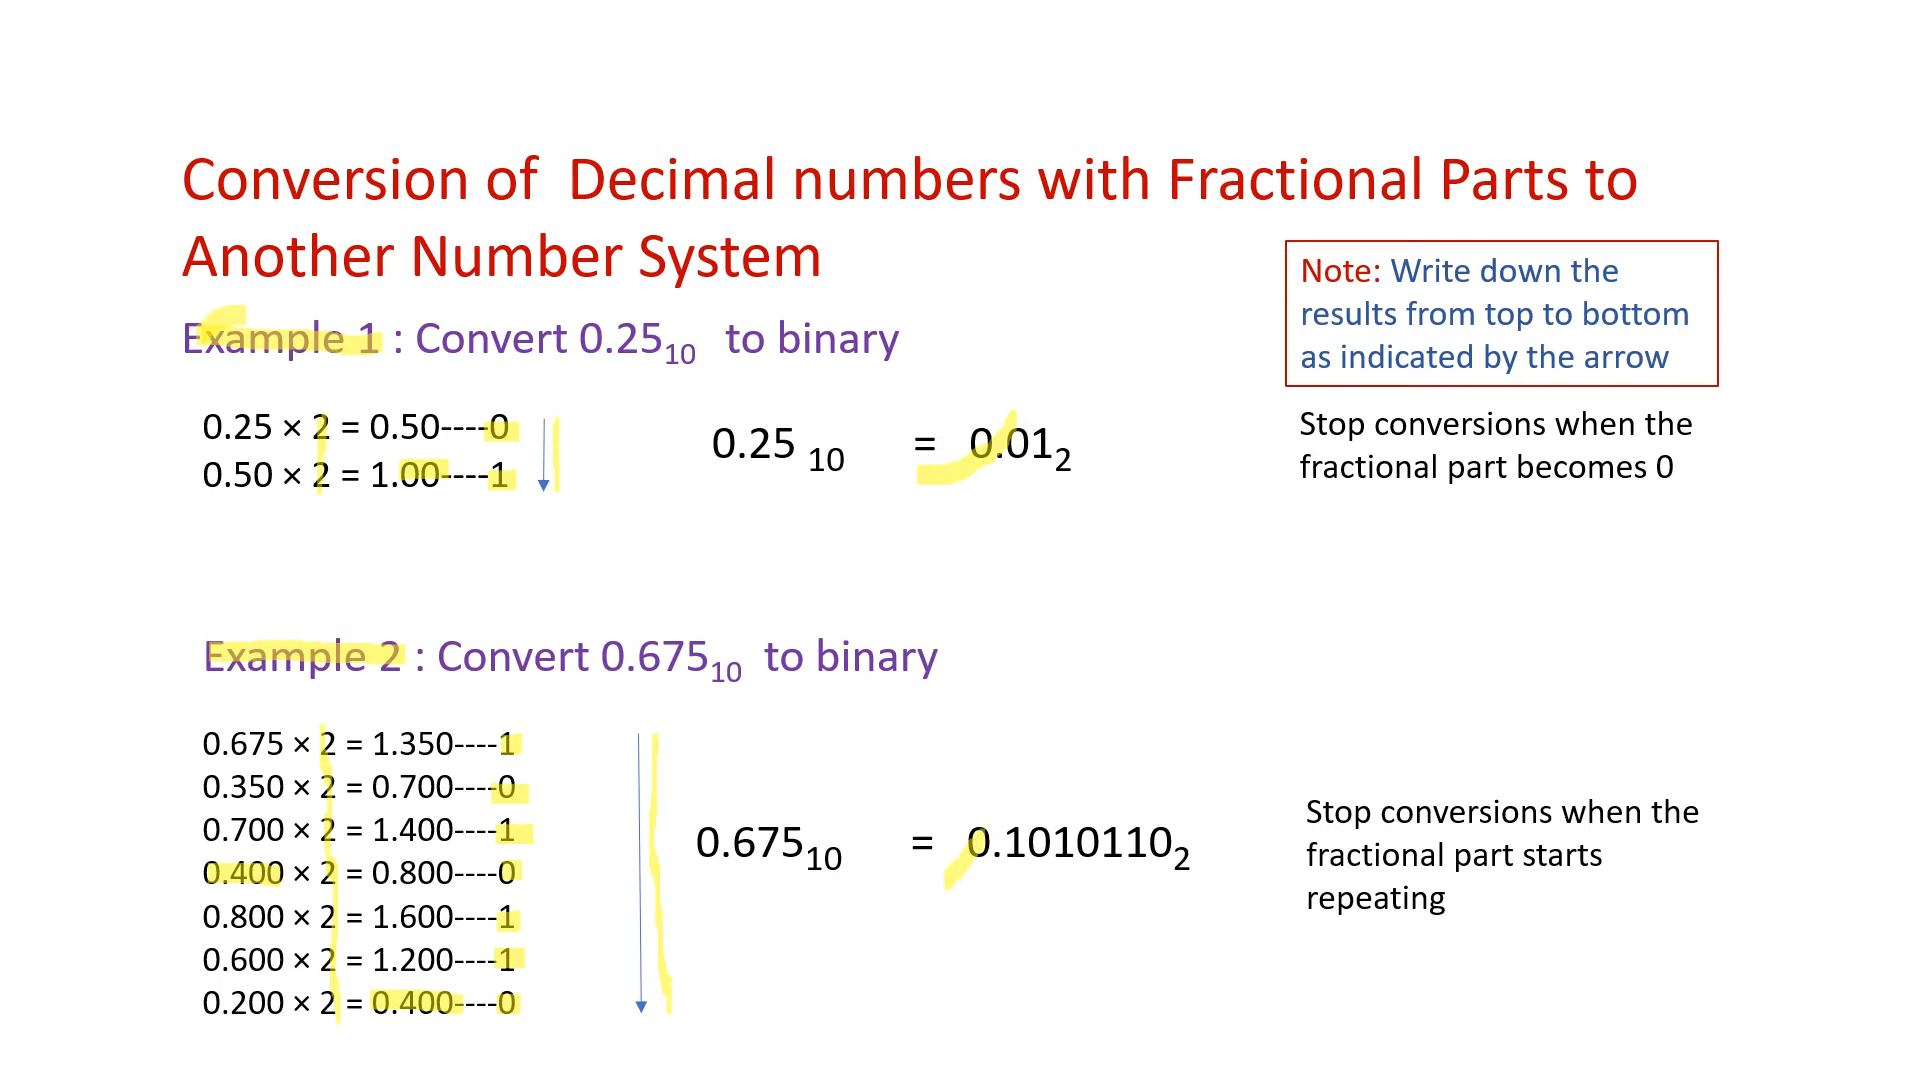 Conversion of Decimal numbers with Fractional Parts to
Another Number System
Note: Write down the
results from top to bottom
as indicated by the arrow
Example 1 : Convert 0.25₁₀ to binary
0.25 × 2 = 0.50----0
0.50 × 2 = 1.00----1
0.25 ₁₀ = 0.01₂
Stop conversions when the
fractional part becomes 0
Example 2 : Convert 0.675₁₀ to binary
0.675 × 2 = 1.350----1
0.350 × 2 = 0.700----0
0.700 × 2 = 1.400----1
0.400 × 2 = 0.800----0
0.800 × 2 = 1.600----1
0.600 × 2 = 1.200----1
0.200 × 2 = 0.400----0
0.675₁₀ = 0.1010110₂
Stop conversions when the
fractional part starts
repeating